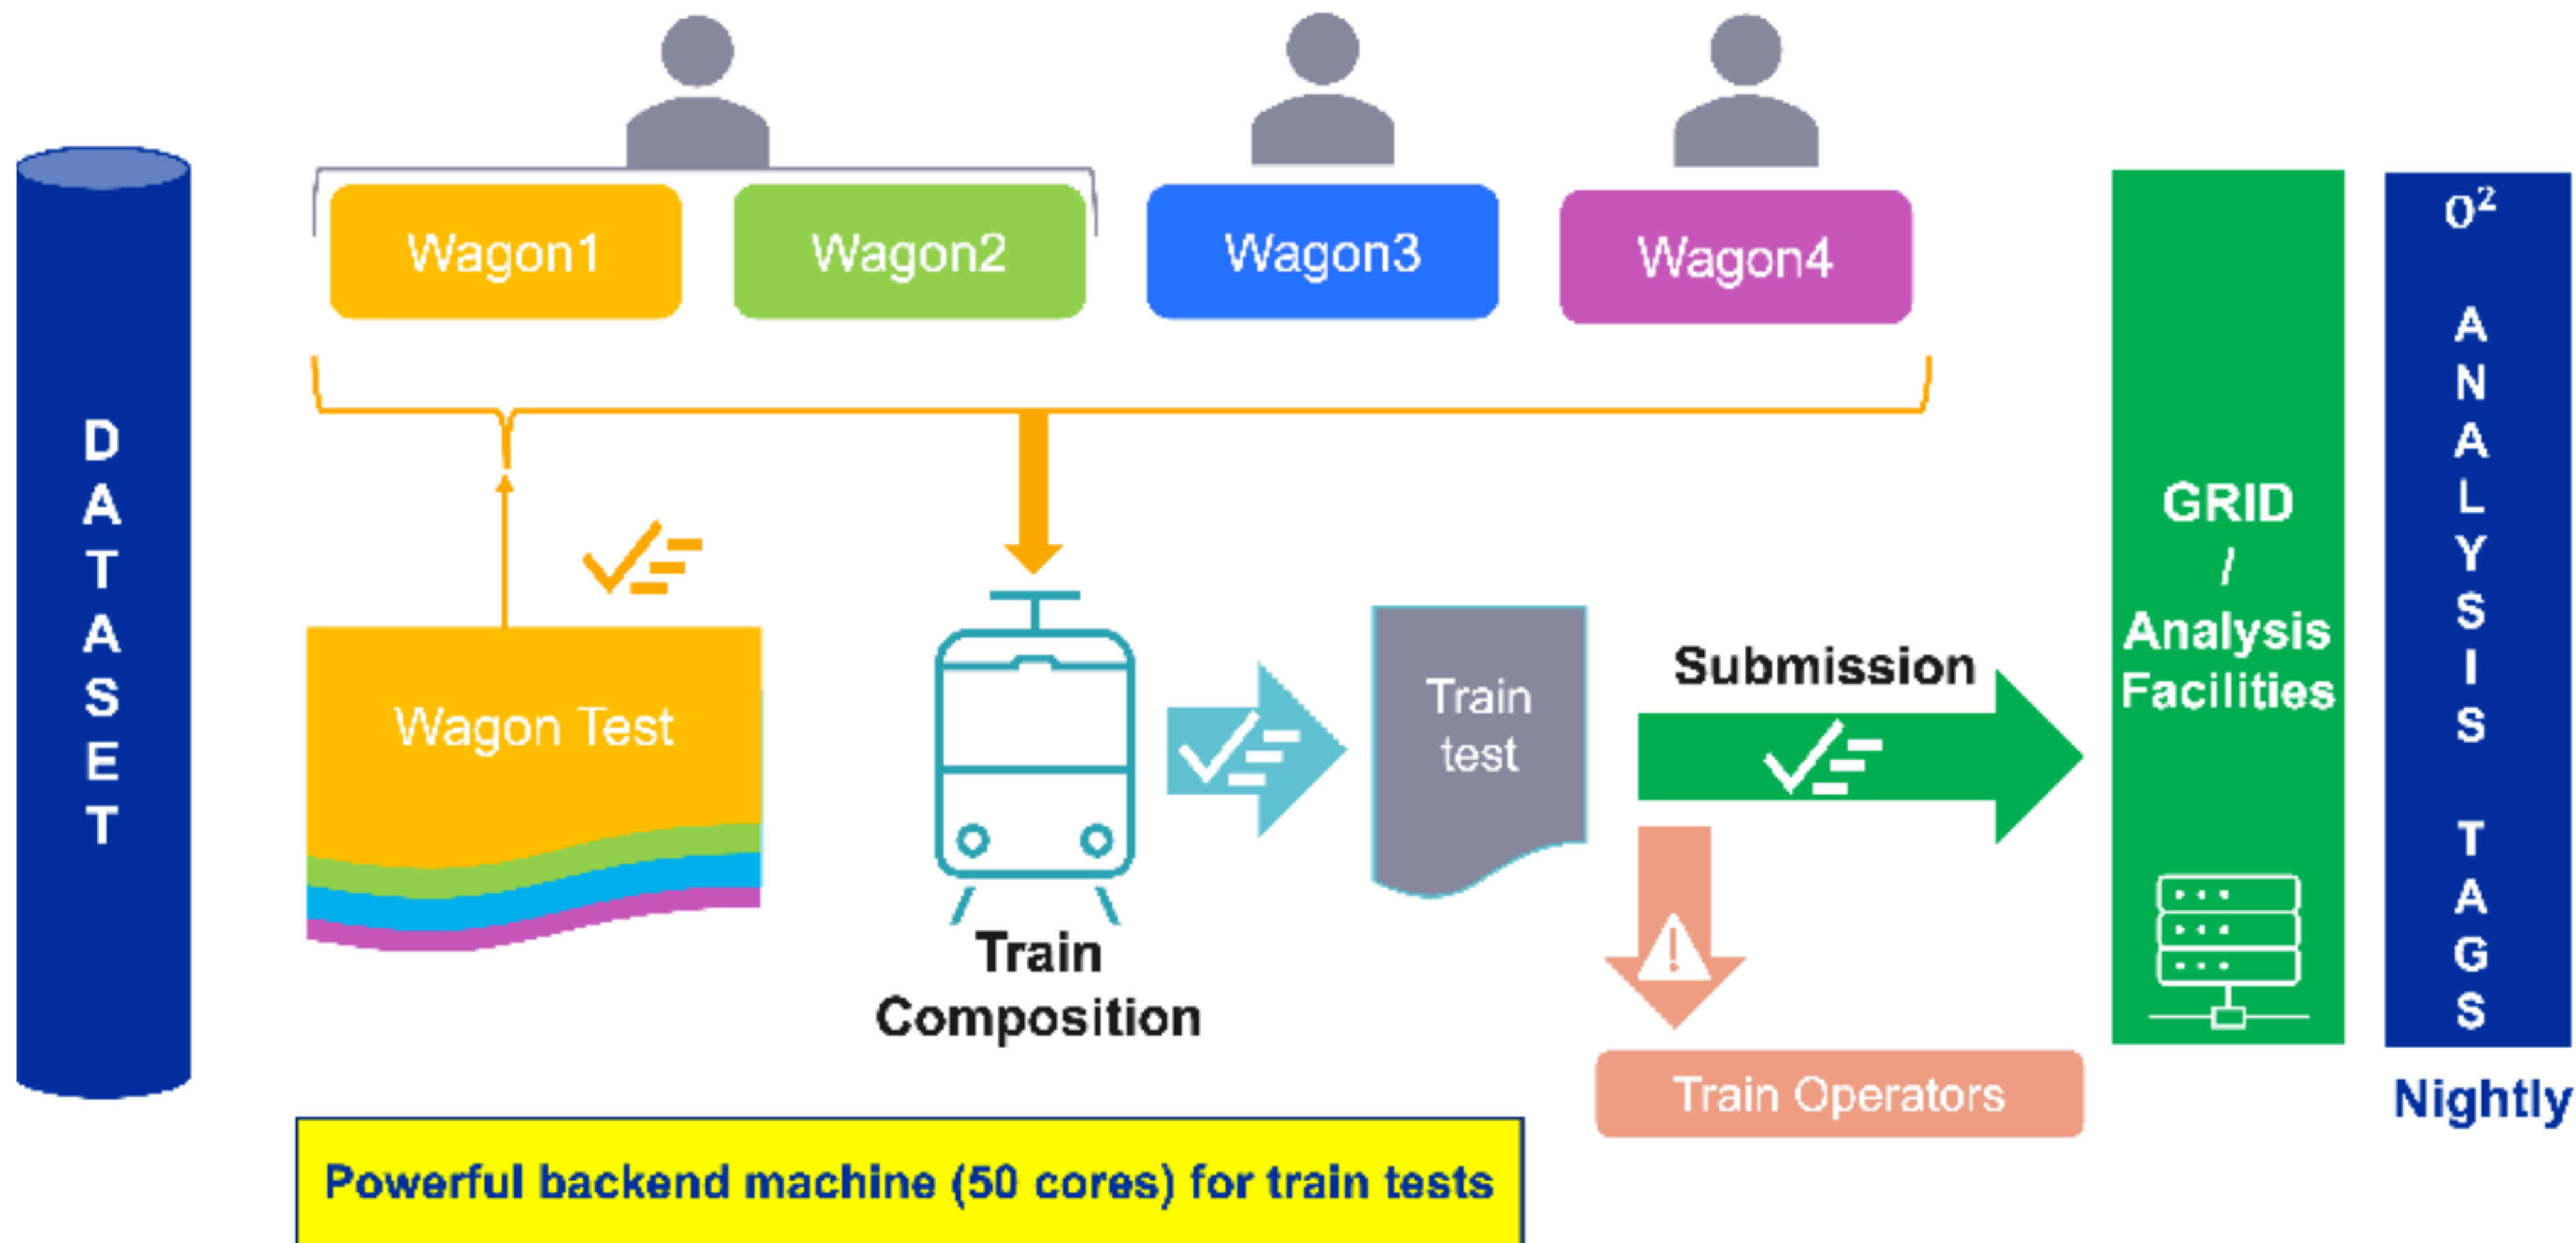 DATASET
Wagon1
Wagon2
Wagon3
Wagon4
Wagon Test
Train
Composition
Train
test
Submission
Train Operators
GRID
/
Analysis
Facilities
O² ANALYSIS TAGS
Nightly
Powerful backend machine (50 cores) for train tests